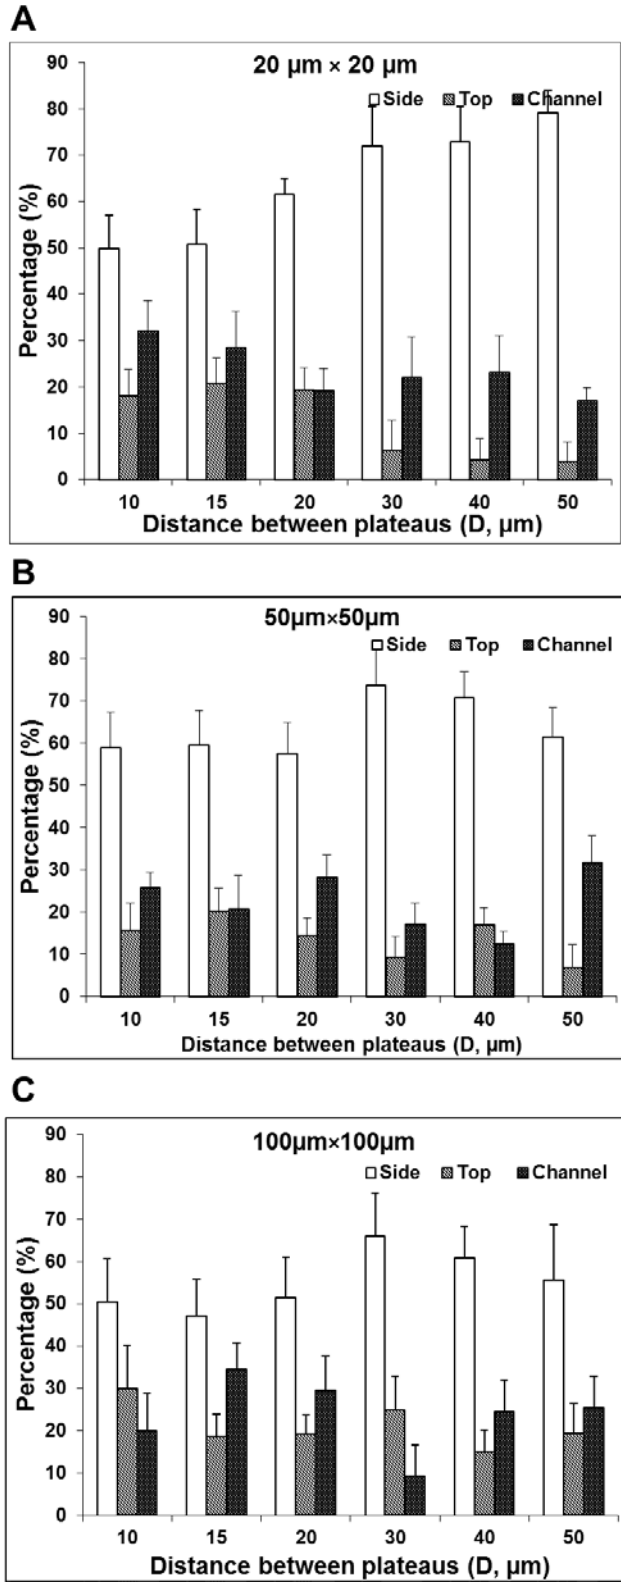 A
20 µm × 20 µm
Side Top Channel
90
80
70
60
50
40
30
20
10
0
Percentage (%)
10 15 20 30 40 50
Distance between plateaus (D, µm)
B
50µm×50µm
Side Top Channel
90
80
70
60
50
40
30
20
10
0
Percentage (%)
10 15 20 30 40 50
Distance between plateaus (D, µm)
C
100µm×100µm
Side Top Channel
90
80
70
60
50
40
30
20
10
0
Percentage (%)
10 15 20 30 40 50
Distance between plateaus (D, µm)